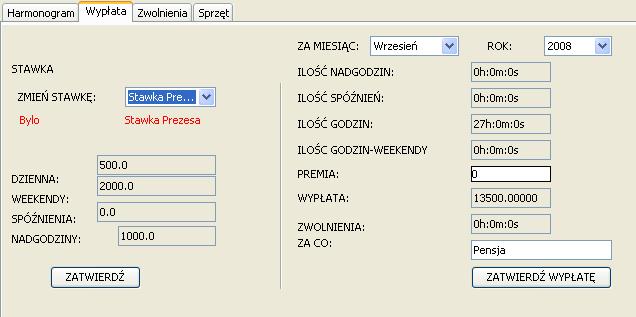 Harmonogram Wypłata Zwolnienia Sprzęt
ZA MIESIĄC: Wrzesień ROK: 2008
STAWKA
ILOŚĆ NADGODZIN: 0h:0m:0s
ZMIEŃ STAWKĘ: Stawka Pre...
ILOŚĆ SPÓŹNIEŃ: 0h:0m:0s
Bylo Stawka Prezesa
ILOŚĆ GODZIN: 27h:0m:0s
ILOŚĆ GODZIN-WEEKENDY 0h:0m:0s
500.0
PREMIA: 0
DZIENNA:
2000.0
WEEKENDY:
WYPŁATA: 13500.00000
0.0
SPÓŹNIENIA:
ZWOLNIENIA: 0h:0m:0s
NADGODZINY: 1000.0
ZA CO: Pensja
ZATWIERDŹ
ZATWIERDŹ WYPŁATĘ